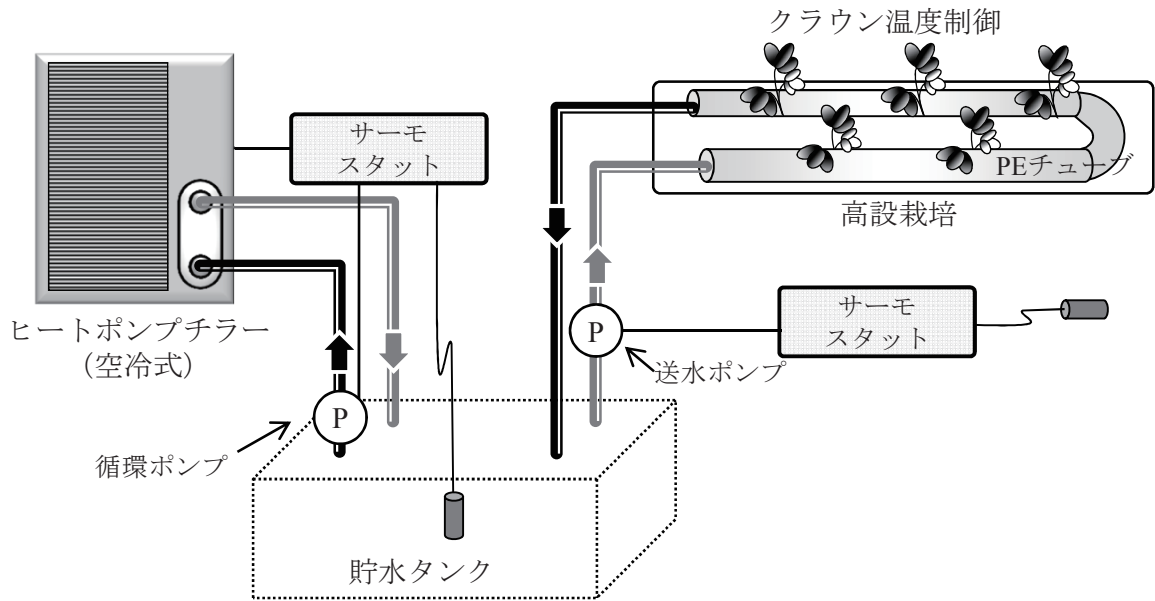 クラウン温度制御
サーモ
スタット
PEチューブ
高設栽培
ヒートポンプチラー
（空冷式）
サーモ
スタット
P
送水ポンプ
P
循環ポンプ
貯水タンク